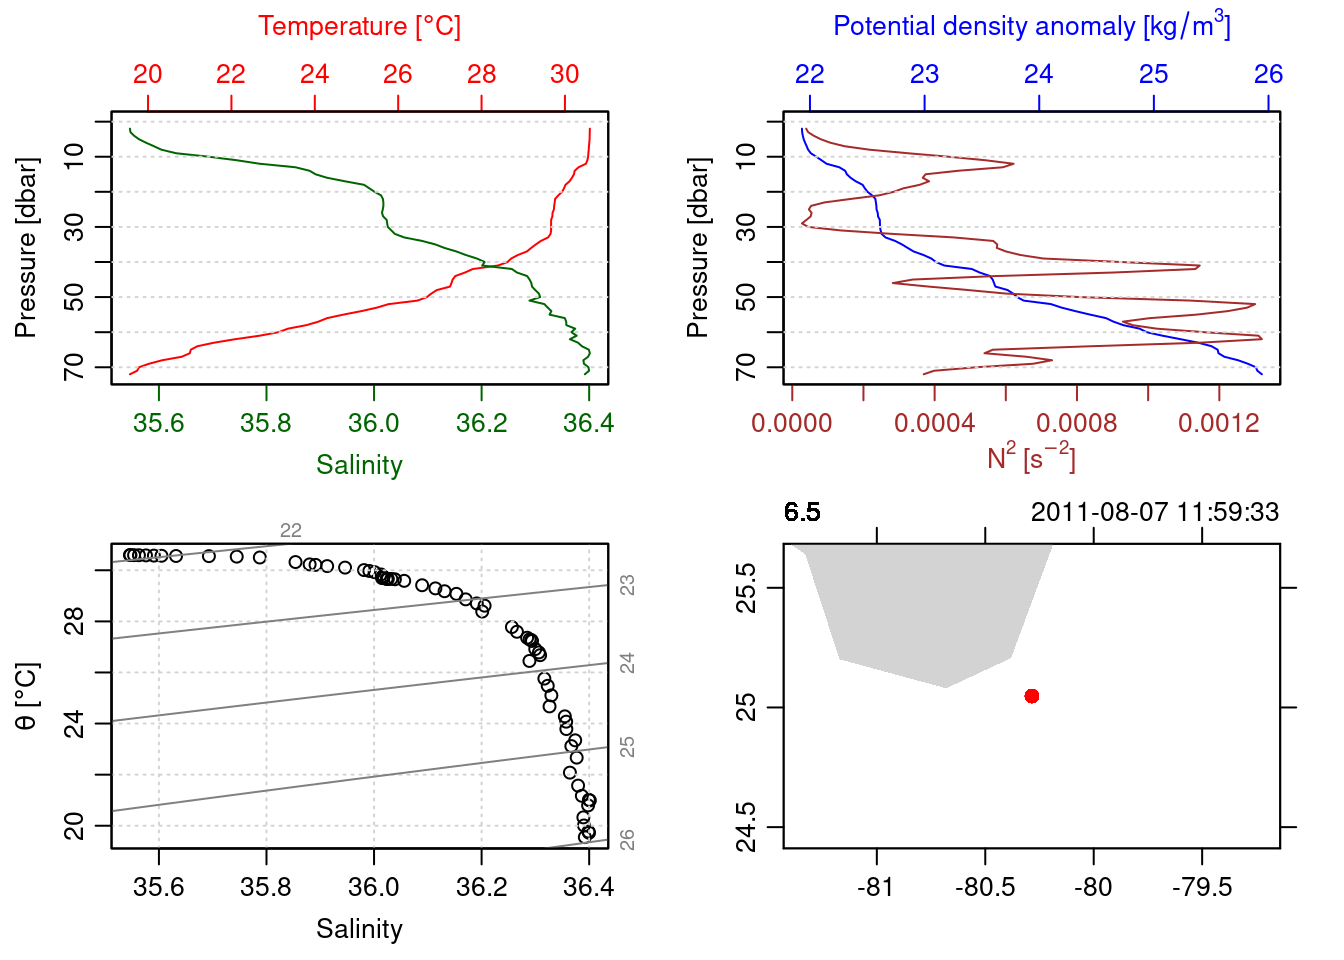 Temperature [°C]
20 22 24 26 28 30
Pressure [dbar]
10
30
50
70
35.6 35.8 36.0 36.2 36.4
Salinity
Potential density anomaly [kg/m³]
22 23 24 25 26
Pressure [dbar]
10
30
50
70
0.0000 0.0004 0.0008 0.0012
N² [s⁻²]
22
23
24
25
26
θ [°C]
28
24
20
35.6 35.8 36.0 36.2 36.4
Salinity
6.5 2011-08-07 11:59:33
25.5
25
24.5
-81 -80.5 -80 -79.5